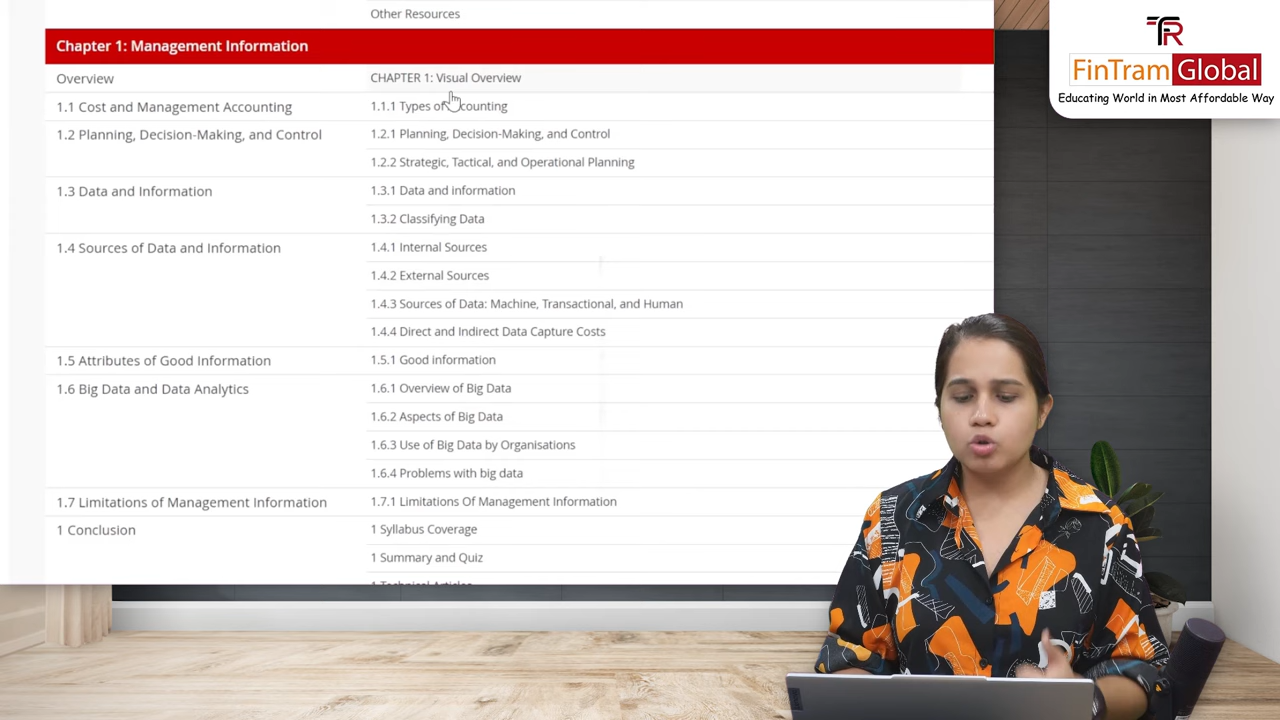 Other Resources
Chapter 1: Management Information
Overview
CHAPTER 1: Visual Overview
1.1 Cost and Management Accounting
1.1.1 Types of Accounting
1.2 Planning, Decision-Making, and Control
1.2.1 Planning, Decision-Making, and Control
1.2.2 Strategic, Tactical, and Operational Planning
1.3 Data and Information
1.3.1 Data and information
1.3.2 Classifying Data
1.4 Sources of Data and Information
1.4.1 Internal Sources
1.4.2 External Sources
1.4.3 Sources of Data: Machine, Transactional, and Human
1.4.4 Direct and Indirect Data Capture Costs
1.5 Attributes of Good Information
1.5.1 Good information
1.6 Big Data and Data Analytics
1.6.1 Overview of Big Data
1.6.2 Aspects of Big Data
1.6.3 Use of Big Data by Organisations
1.6.4 Problems with big data
1.7 Limitations of Management Information
1.7.1 Limitations Of Management Information
1 Conclusion
1 Syllabus Coverage
1 Summary and Quiz
1 Technical Articles
FinTram Global
Educating World in Most Affordable Way